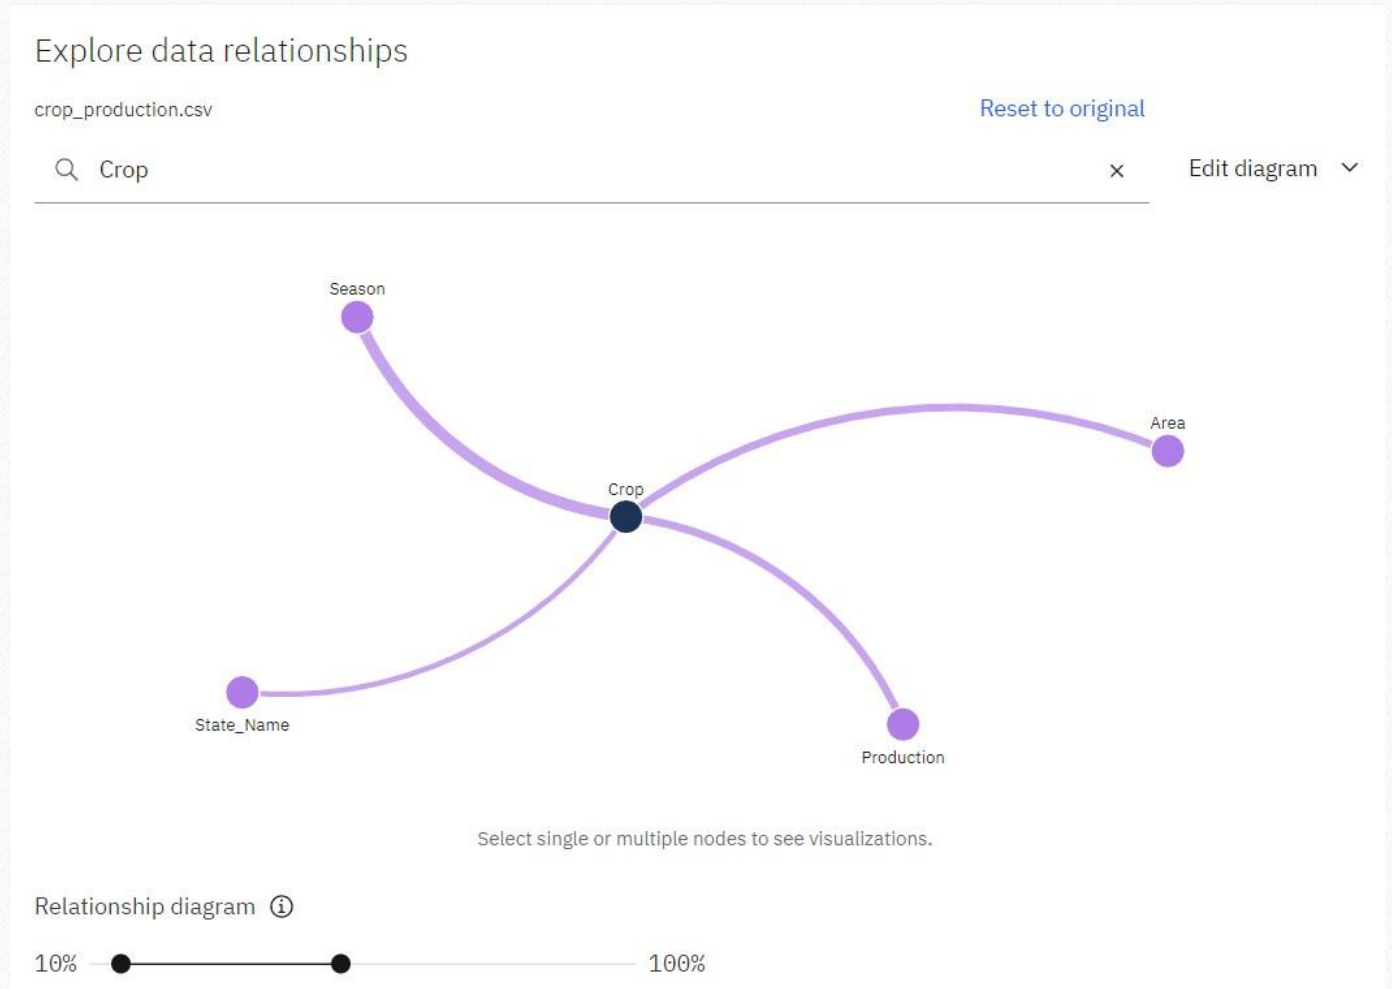 Explore data relationships
crop_production.csv
Reset to original
Crop
Edit diagram
Season
Area
Crop
State_Name
Production
Select single or multiple nodes to see visualizations.
Relationship diagram
10%
100%